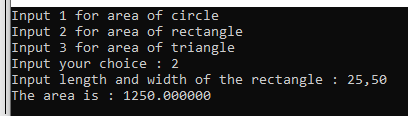 Input 1 for area of circle
Input 2 for area of rectangle
Input 3 for area of triangle
Input your choice : 2
Input length and width of the rectangle : 25,50
The area is : 1250.000000